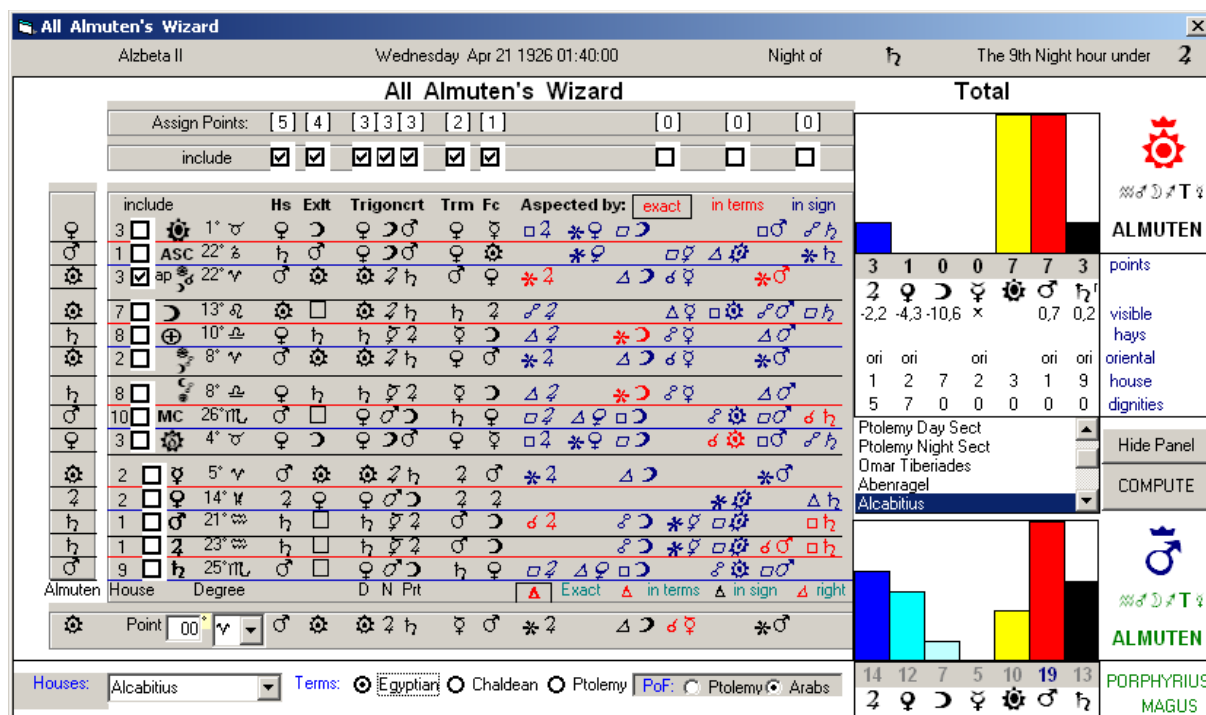 All Almuten's Wizard
Alzbeta II Wednesday Apr 21 1926 01:40:00 Night of ♄ The 9th Night hour under ♃
All Almuten's Wizard Total
Assign Points: [5] [4] [3][3][3] [2] [1] [0] [0] [0]
include
include Hs Exlt Trigoncrt Trm Fc Aspected by: exact in terms in sign
♀ 3 1° ♉ ♀ ☽ ♀ ☽ ♂ ♀ ☿ □ ♃ ⚹ ♀ □ ☽ □ ♂ ☍ ♄
♂ 1 ASC 22° ♑ ♄ ♂ ♀ ☽ ♂ ♀ ☼ ⚹ ♀ □ ☿ △ ☼ ⚹ ♄
☼ 3 ap 22° ♈ ♂ ☼ ☼ ♃ ♄ ♂ ♀ ⚹ ♃ △ ☽ ☌ ☿ ⚹ ♂
☼ 7 ☽ 13° ♌ ☼ □ ☼ ♃ ♄ ♄ ♃ ☍ ♃ △ ☿ □ ☼ ☍ ♂ □ ♄
♄ 8 ⊕ 10° ♎ ♀ ♄ ♄ ☿ ♃ ☿ ☽ △ ♃ ⚹ ☽ ☍ ☿ △ ♂
☼ 2 8° ♈ ♂ ☼ ☼ ♃ ♄ ♀ ♂ ⚹ ♃ △ ☽ ☌ ☿ ⚹ ♂
♄ 8 8° ♎ ♀ ♄ ♄ ☿ ♃ ☿ ☽ △ ♃ ⚹ ☽ ☍ ☿ △ ♂
♂ 10 MC 26° ♏ ♂ □ ♀ ♂ ☽ ♄ ♀ □ ♃ △ ♀ □ ☽ ☍ ☼ □ ♂ ☌ ♄
♀ 3 4° ♉ ♀ ☽ ♀ ☽ ♂ ♀ ☿ □ ♃ ⚹ ♀ □ ☽ ☌ ☼ □ ♂ ☍ ♄
☼ 2 ☿ 5° ♈ ♂ ☼ ☼ ♃ ♄ ♃ ♂ ⚹ ♃ △ ☽ ⚹ ♂
♃ 2 ♀ 14° ♓ ♃ ♀ ♀ ♂ ☽ ♃ ♃ ⚹ ☼ △ ♄
♄ 1 ♂ 21° ♒ ♄ □ ♄ ☿ ♃ ♂ ☽ ☌ ♃ ☍ ☽ ⚹ ☿ □ ☼ □ ♄
♄ 1 ♃ 23° ♒ ♄ □ ♄ ☿ ♃ ♂ ☽ ☍ ☽ ⚹ ☿ □ ☼ ☌ ♂ □ ♄
♂ 9 ♄ 25° ♏ ♂ □ ♀ ♂ ☽ ♄ ♀ □ ♃ △ ♀ □ ☽ ☍ ☼ □ ♂
Almuten House Degree D N Prt △ Exact △ in terms △ in sign △ right
☼ Point 00° ♈ ♂ ☼ ☼ ♃ ♄ ☿ ♂ ⚹ ♃ △ ☽ ☌ ☿ ⚹ ♂
Houses: Alcabitius Terms: Egyptian Chaldean Ptolemy PoF: Ptolemy Arabs
♒ ♂ ☽ ♐ T ♀
ALMUTEN
3 1 0 0 7 7 3 points
♃ ♀ ☽ ☿ ☼ ♂ ♄ r
-2,2 -4,3 -10,6 × 0,7 0,2 visible
hays
ori ori ori ori ori oriental
1 2 7 2 3 1 9 house
5 7 0 0 0 0 0 dignities
Ptolemy Day Sect
Ptolemy Night Sect
Omar Tiberiades
Abenragel
Alcabitius
Hide Panel
COMPUTE
♂
♒ ♂ ☽ ♐ T ♀
ALMUTEN
14 12 7 5 10 19 13
♃ ♀ ☽ ☿ ☼ ♂ ♄
PORPHYRIUS
MAGUS